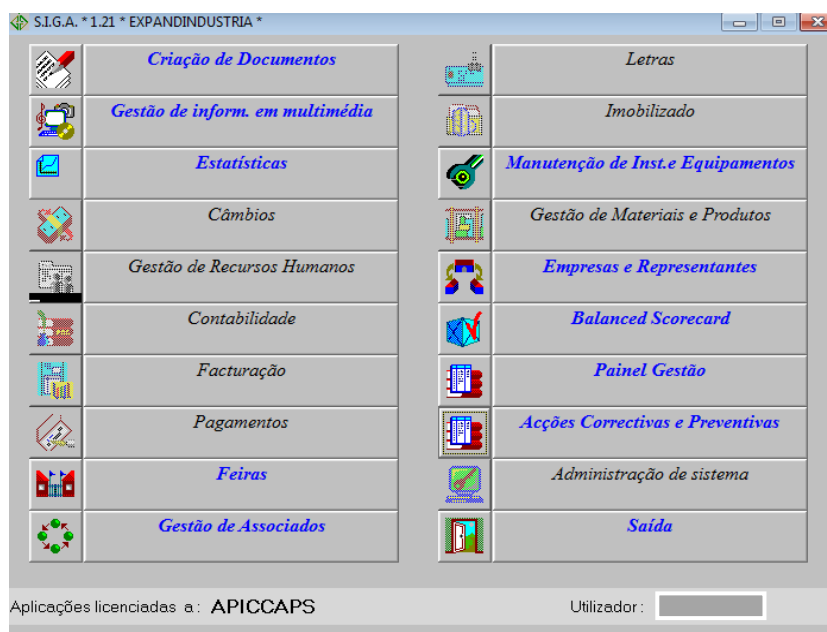 S.I.G.A. * 1.21 * EXPANDINDUSTRIA *
Criação de Documentos
Gestão de inform. em multimédia
Estatísticas
Câmbios
Gestão de Recursos Humanos
Contabilidade
Facturação
Pagamentos
Feiras
Gestão de Associados
Letras
Imobilizado
Manutenção de Inst.e Equipamentos
Gestão de Materiais e Produtos
Empresas e Representantes
Balanced Scorecard
Painel Gestão
Acções Correctivas e Preventivas
Administração de sistema
Saída
Aplicações licenciadas a : APICCAPS
Utilizador :